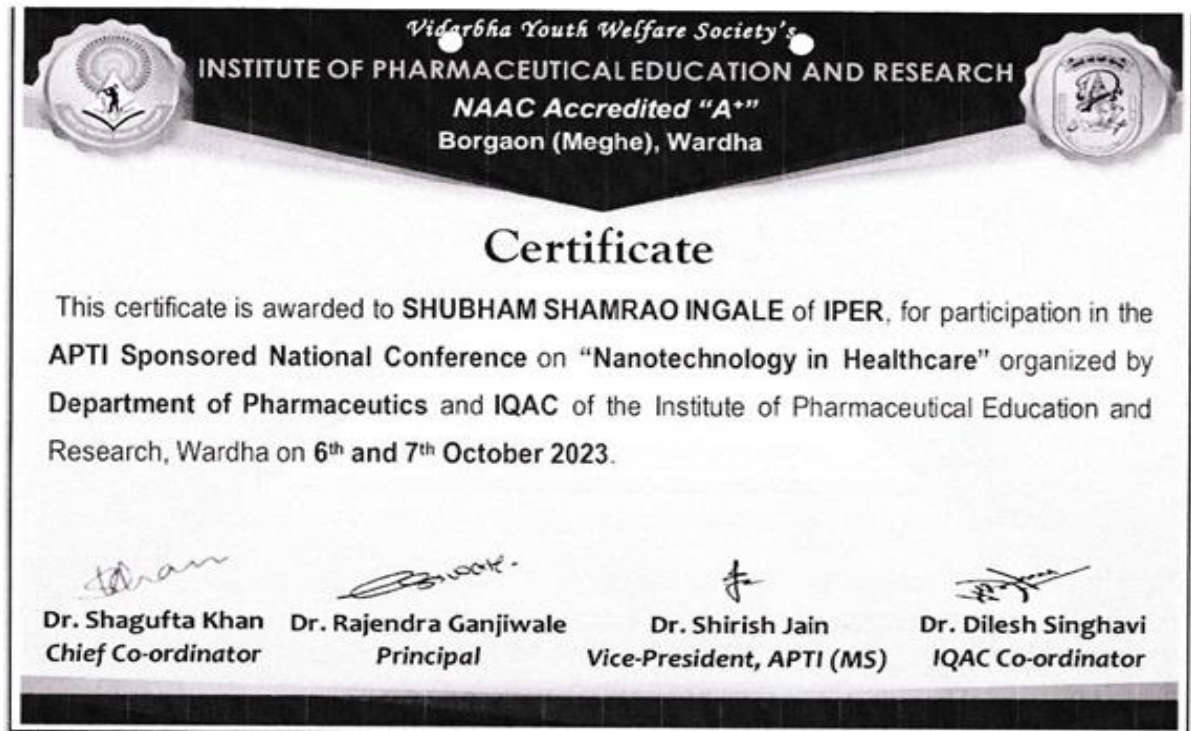 Vidarbha Youth Welfare Society's
INSTITUTE OF PHARMACEUTICAL EDUCATION AND RESEARCH
NAAC Accredited "A⁺"
Borgaon (Meghe), Wardha
Certificate
This certificate is awarded to SHUBHAM SHAMRAO INGALE of IPER, for participation in the
APTI Sponsored National Conference on "Nanotechnology in Healthcare" organized by
Department of Pharmaceutics and IQAC of the Institute of Pharmaceutical Education and
Research, Wardha on 6th and 7th October 2023.
Dr. Shagufta Khan Dr. Rajendra Ganjiwale Dr. Shirish Jain Dr. Dilesh Singhavi
Chief Co-ordinator Principal Vice-President, APTI (MS) IQAC Co-ordinator